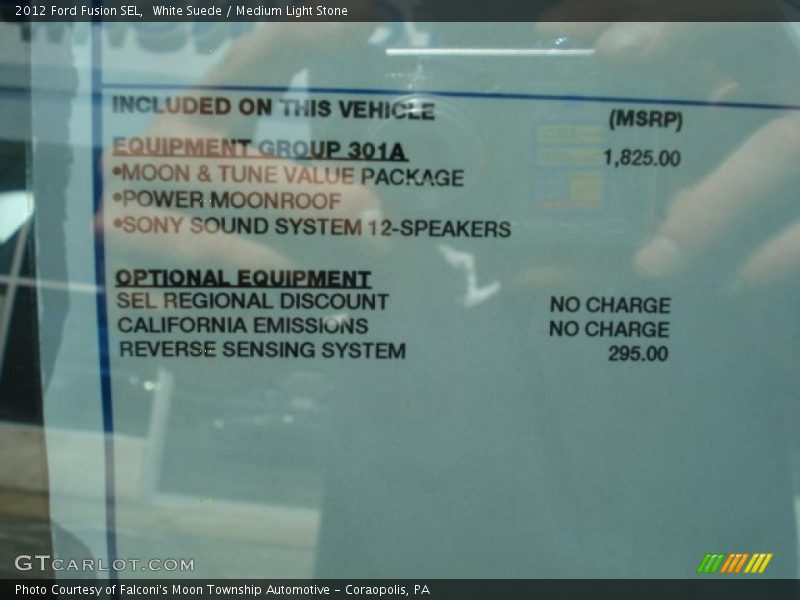 2012 Ford Fusion SEL, White Suede / Medium Light Stone
INCLUDED ON THIS VEHICLE
(MSRP)
EQUIPMENT GROUP 301A 1,825.00
•MOON & TUNE VALUE PACKAGE
•POWER MOONROOF
•SONY SOUND SYSTEM 12-SPEAKERS
OPTIONAL EQUIPMENT
SEL REGIONAL DISCOUNT NO CHARGE
CALIFORNIA EMISSIONS NO CHARGE
REVERSE SENSING SYSTEM 295.00
GTCARLOT.COM
Photo Courtesy of Falconi's Moon Township Automotive - Coraopolis, PA